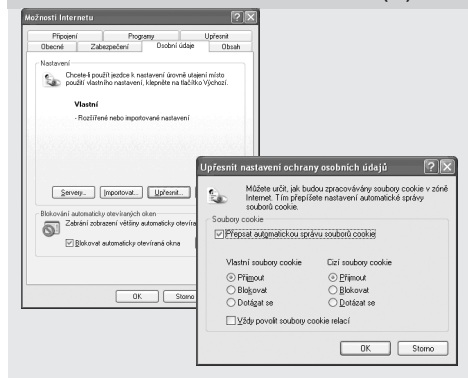 Možnosti Internetu
Připojení Programy Upřesnit
Obecné Zabezpečení Osobní údaje Obsah
Nastavení
Chcete-li použít jezdce k nastavení úrovně utajení místo
použití vlastního nastavení, klepněte na tlačítko Výchozí.
Vlastní
- Rozšířené nebo importované nastavení
Servery... Importovat... Upřesnit...
Blokování automaticky otevíraných oken
Zabrání zobrazení většiny automaticky otevíra
Blokovat automaticky otevíraná okna
OK Storno
Upřesnit nastavení ochrany osobních údajů
Můžete určit, jak budou zpracovávány soubory cookie v zóně
Internet. Tím přepíšete nastavení automatické správy
souborů cookie.
Soubory cookie
Přepsat automatickou správu souborů cookie
Vlastní soubory cookie Cizí soubory cookie
Přijmout Přijmout
Blokovat Blokovat
Dotázat se Dotázat se
Vždy povolit soubory cookie relací
OK Storno